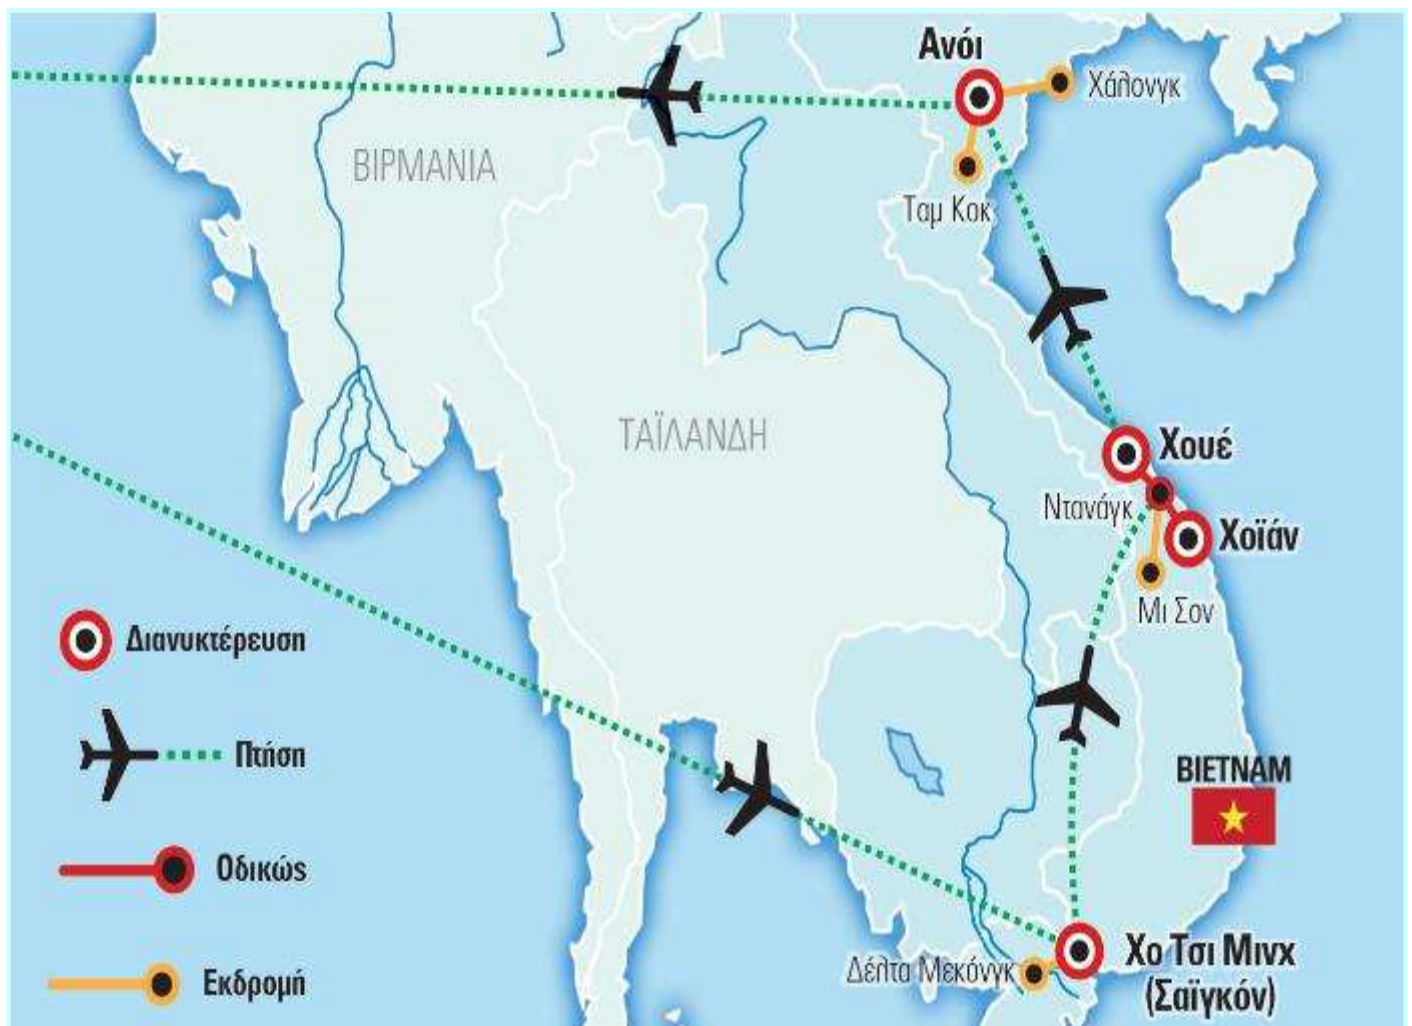 Ανόι
Χάλονγκ
ΒΙΡΜΑΝΙΑ
Ταμ Κοκ
ΤΑΪΛΑΝΔΗ
Χουέ
Ντανάγκ
Χοϊάν
Μι Σον
Διανυκτέρευση
Πτήση
ΒΙΕΤΝΑΜ
Οδικώς
Εκδρομή
Δέλτα Μεκόνγκ
Χο Τσι Μινχ
(Σαϊγκόν)